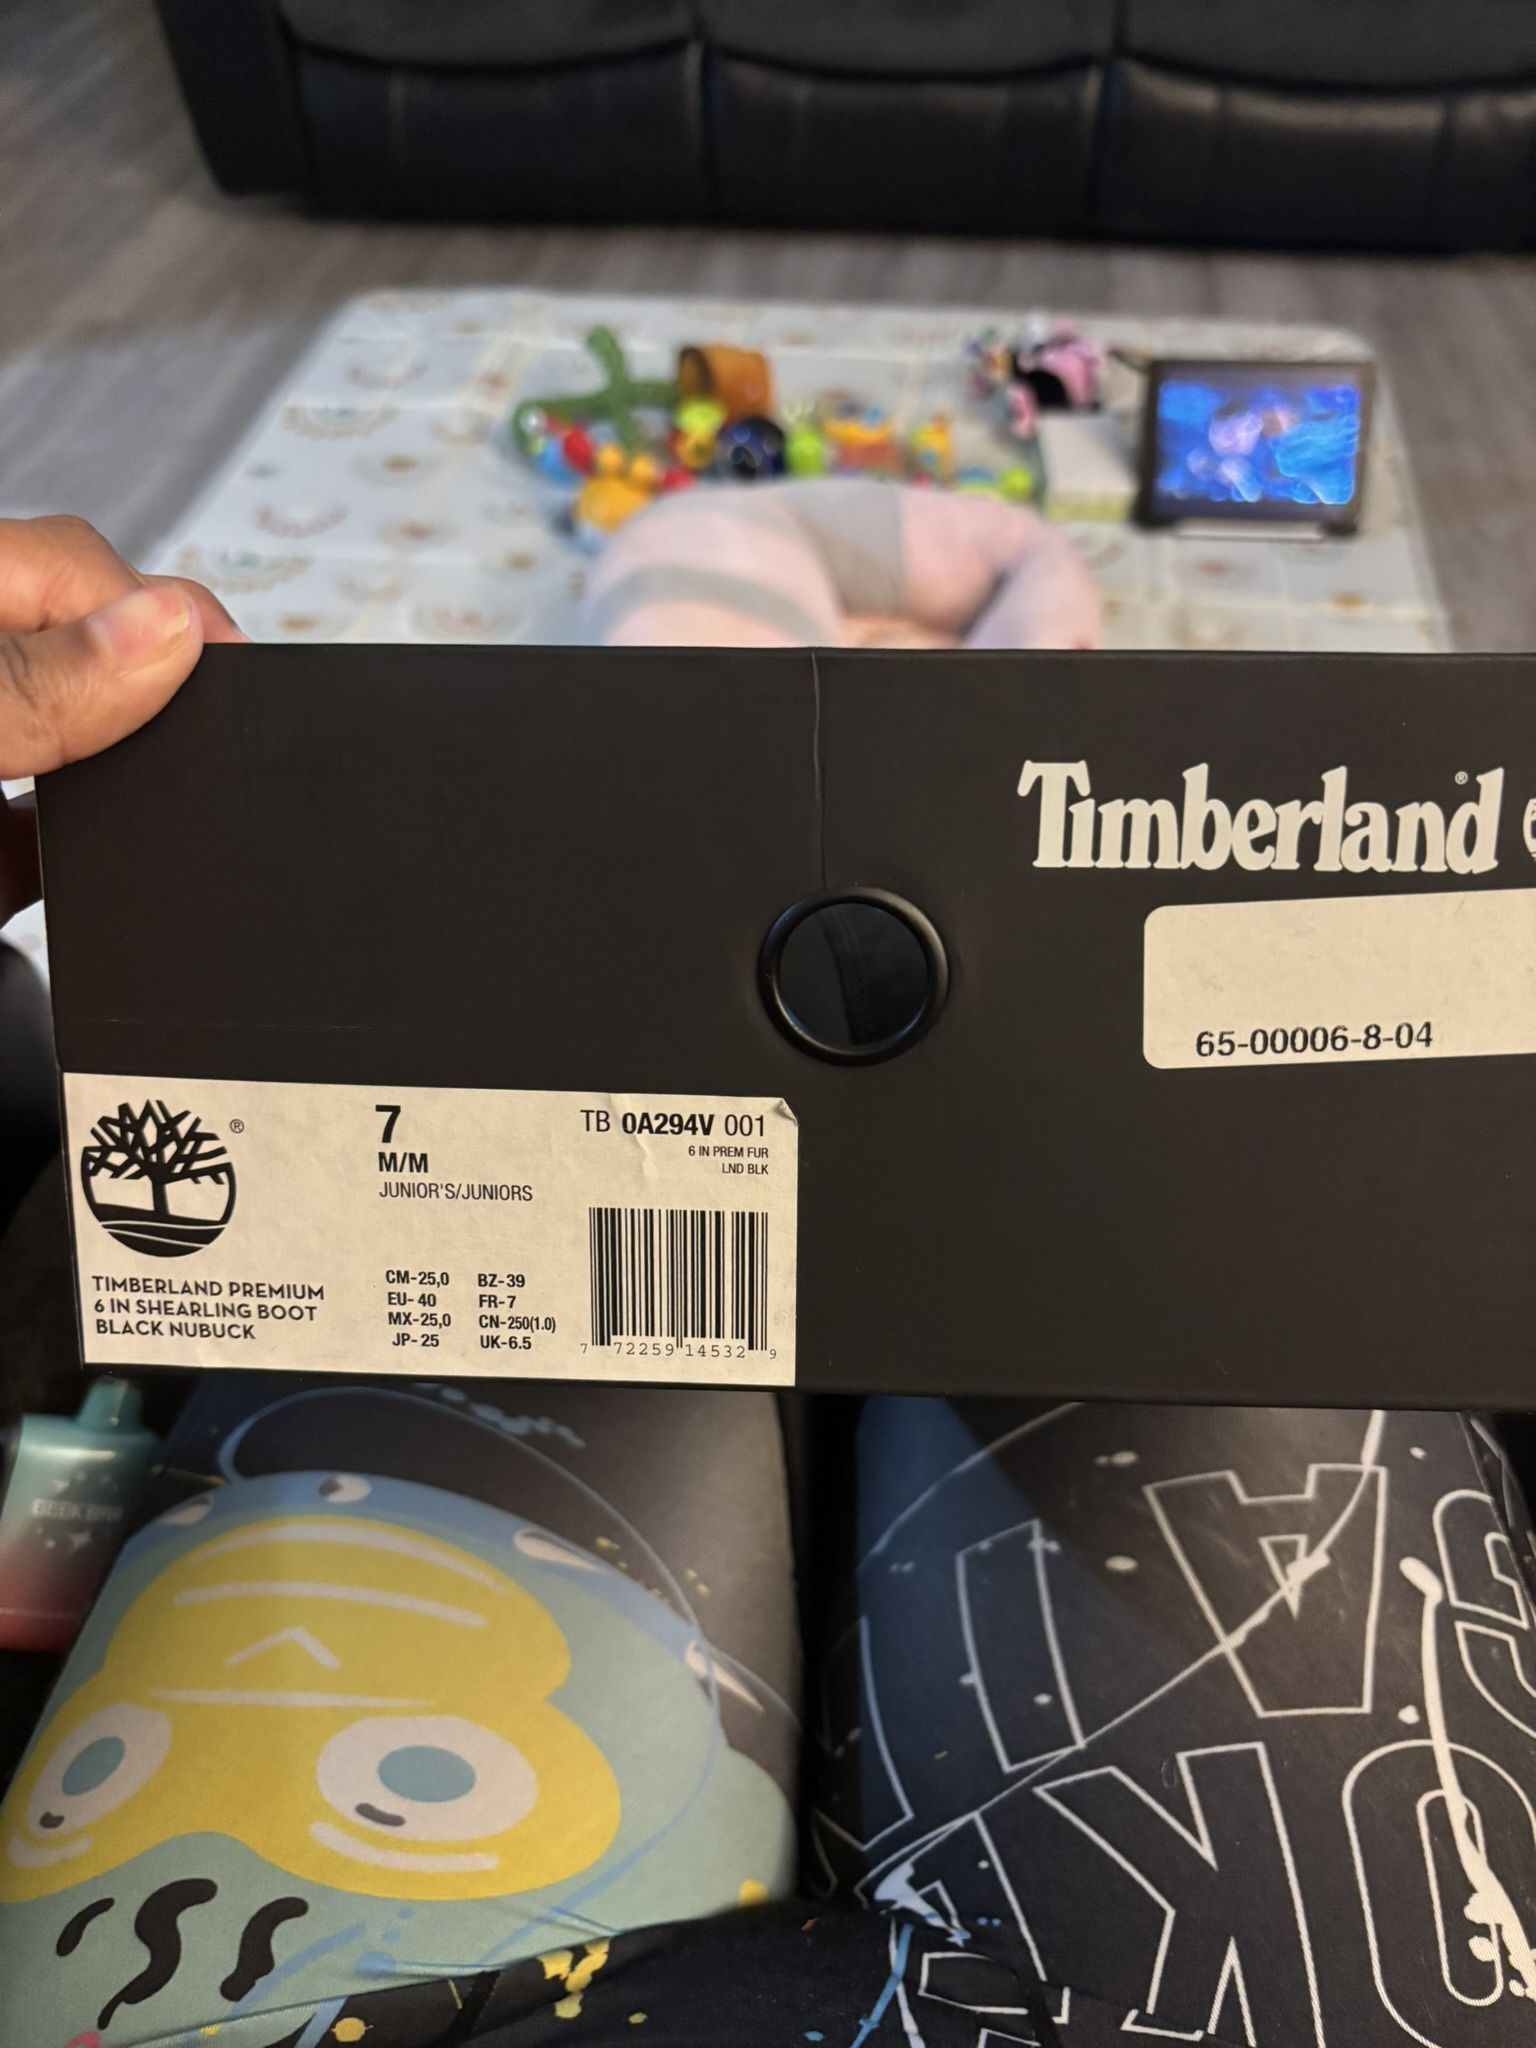 Timberland®
65-00006-8-04
®
7
M/M
JUNIOR'S/JUNIORS
TB 0A294V 001
6 IN PREM FUR
LND BLK
TIMBERLAND PREMIUM
6 IN SHEARLING BOOT
BLACK NUBUCK
CM-25,0 BZ-39
EU-40 FR-7
MX-25,0 CN-250(1.0)
JP-25 UK-6.5
7 72259 14532 9
GEEK BAR